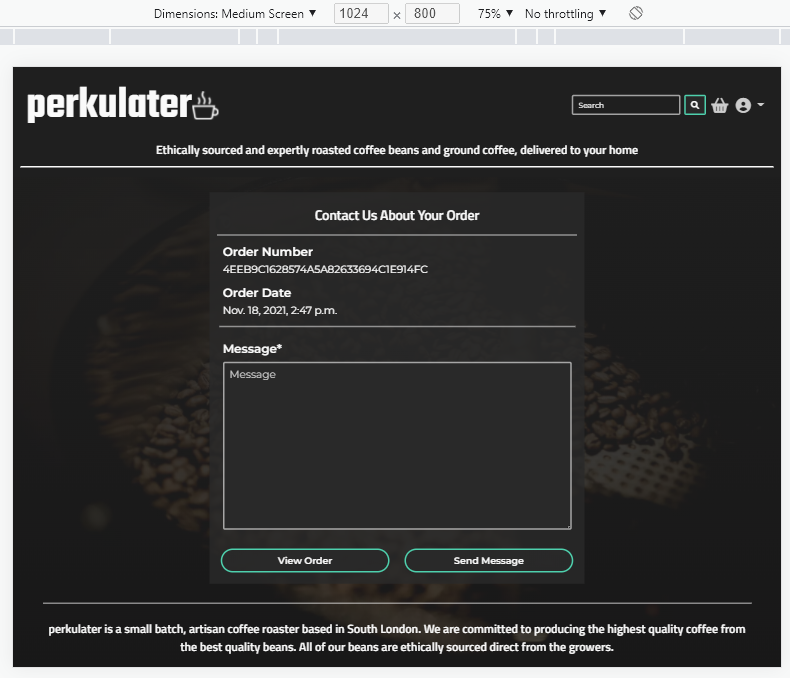 Dimensions: Medium Screen ▼ 1024 × 800 75% ▼ No throttling ▼
perkulater
Search
Ethically sourced and expertly roasted coffee beans and ground coffee, delivered to your home
Contact Us About Your Order
Order Number
4EEB9C1628574A5A82633694C1E914FC
Order Date
Nov. 18, 2021, 2:47 p.m.
Message*
Message
View Order Send Message
perkulater is a small batch, artisan coffee roaster based in South London. We are committed to producing the highest quality coffee from
the best quality beans. All of our beans are ethically sourced direct from the growers.